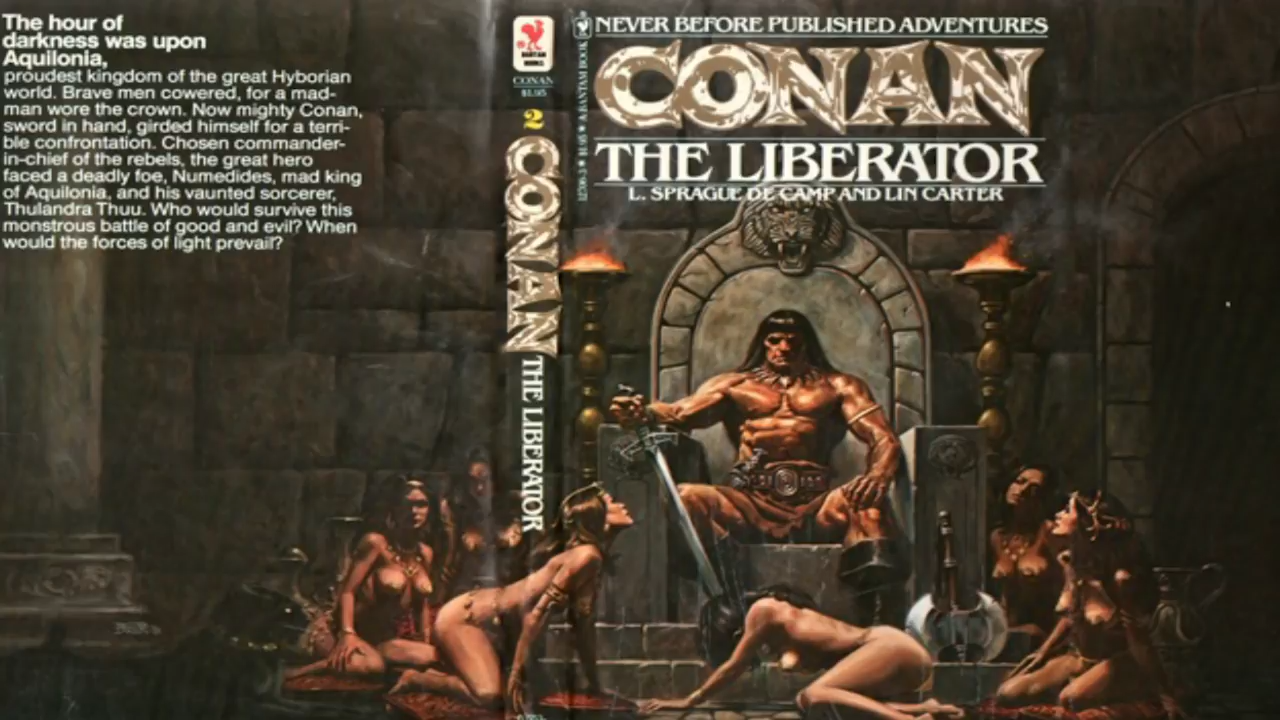 The hour of
darkness was upon
Aquilonia,
proudest kingdom of the great Hyborian
world. Brave men cowered, for a mad-
man wore the crown. Now mighty Conan,
sword in hand, girded himself for a terri-
ble confrontation. Chosen commander-
in-chief of the rebels, the great hero
faced a deadly foe, Numedides, mad king
of Aquilonia, and his vaunted sorcerer,
Thulandra Thuu. Who would survive this
monstrous battle of good and evil? When
would the forces of light prevail?
BANTAM
BOOKS
CONAN
$1.95
2
CONAN
THE LIBERATOR
A BANTAM BOOK
NEVER BEFORE PUBLISHED ADVENTURES
CONAN
THE LIBERATOR
L. SPRAGUE DE CAMP AND LIN CARTER